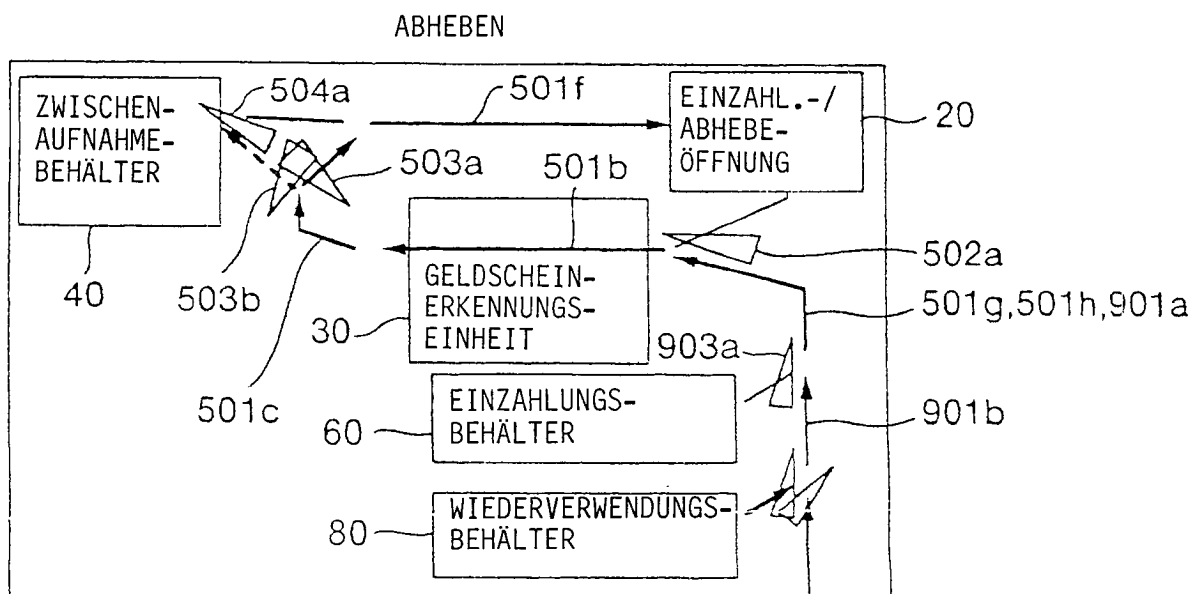 ABHEBEN
ZWISCHEN-
AUFNAHME-
BEHÄLTER
504a
501f
EINZAHL.-/
ABHEBE-
ÖFFNUNG
20
503a
501b
40
503b
GELDSCHEIN-
ERKENNUNGS-
EINHEIT
502a
30
501g,501h,901a
903a
501c
EINZAHLUNGS-
BEHÄLTER
60
901b
WIEDERVERWENDUNGS-
BEHÄLTER
80